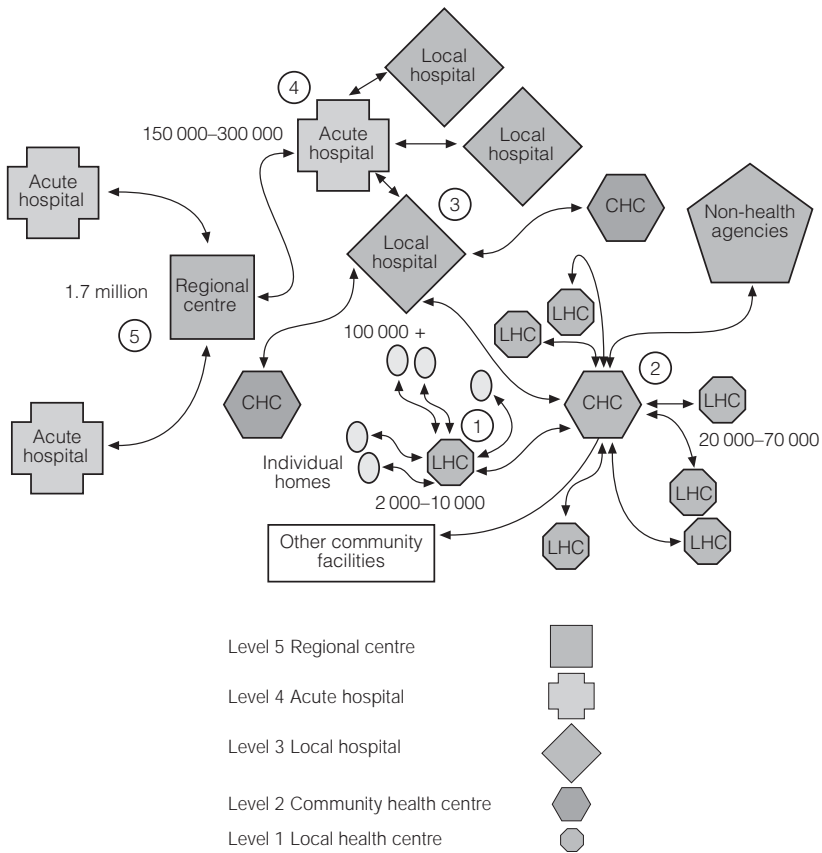 Local
hospital
4
150 000–300 000
Acute
hospital
Local
hospital
Acute
hospital
3
CHC
Non-health
agencies
Local
hospital
1.7 million
Regional
centre
5
LHC
LHC
100 000 +
2
CHC
CHC
LHC
1
20 000–70 000
Acute
hospital
Individual
homes
LHC
2 000–10 000
LHC
LHC
LHC
Other community
facilities
Level 5 Regional centre
Level 4 Acute hospital
Level 3 Local hospital
Level 2 Community health centre
Level 1 Local health centre